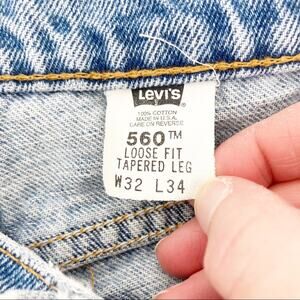 Levi's
100% COTTON
MADE IN U.S.A.
CARE ON REVERSE
560™
LOOSE FIT
TAPERED LEG
W32 L34